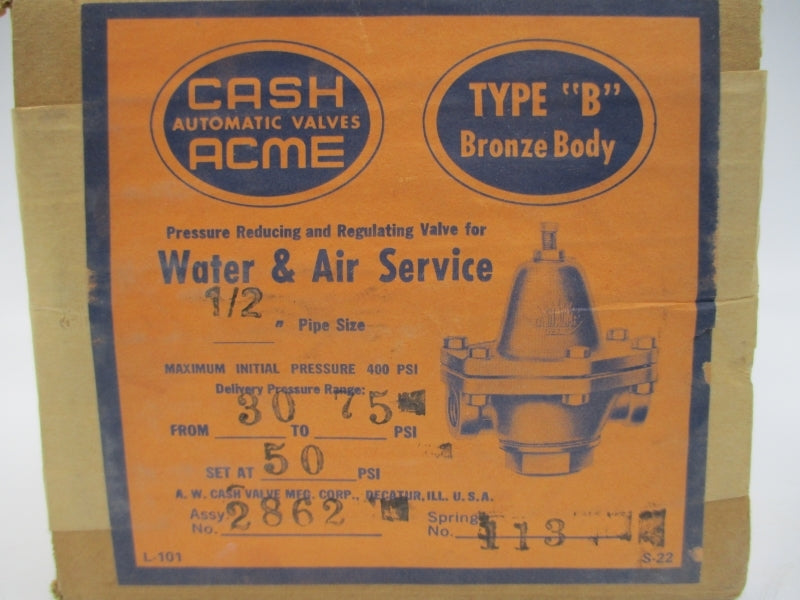 CASH
AUTOMATIC VALVES
ACME
TYPE "B"
Bronze Body
Pressure Reducing and Regulating Valve for
Water & Air Service
1/2 " Pipe Size
MAXIMUM INITIAL PRESSURE 400 PSI
Delivery Pressure Range:
FROM 30 TO 75 PSI
SET AT 50 PSI
A. W. CASH VALVE MFG. CORP., DECATUR, ILL. U. S. A.
Assy. No. 2862 Spring No. 113
L-101 S-22